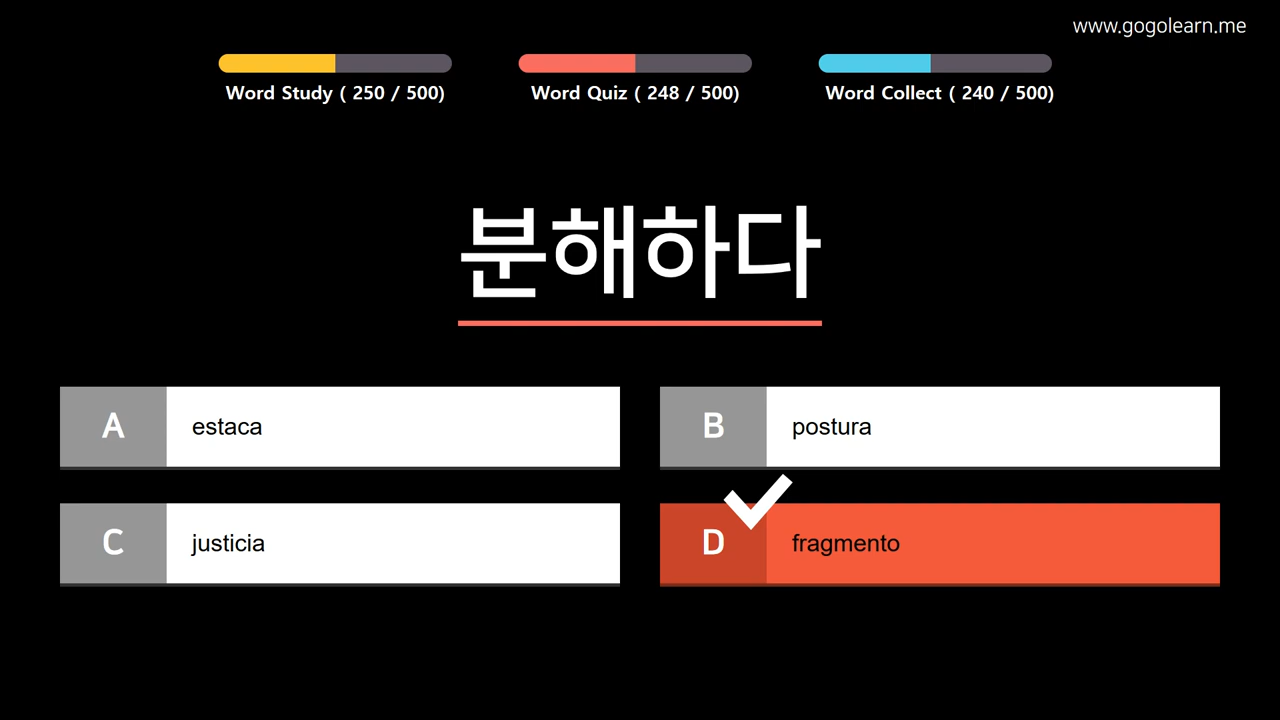 www.gogolearn.me
Word Study ( 250 / 500)
Word Quiz ( 248 / 500)
Word Collect ( 240 / 500)
분해하다
A estaca
B postura
C justicia
D fragmento